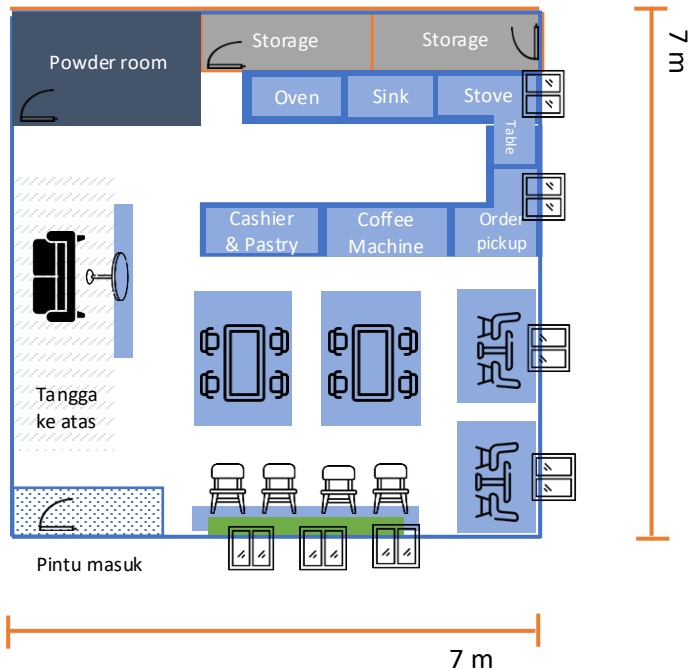 Powder room
Storage
Storage
7 m
Oven
Sink
Stove
Table
Cashier
& Pastry
Coffee
Machine
Order
pickup
Tangga
ke atas
Pintu masuk
7 m